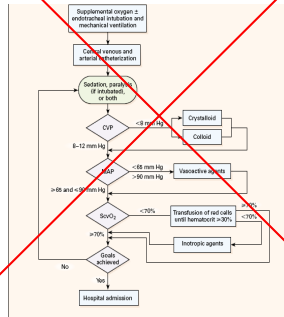 Supplemental oxygen ±
endotracheal intubation and
mechanical ventilation
Central venous and
arterial catheterization
Sedation, paralysis
(if intubated),
or both
CVP
<8 mm Hg
Crystalloid
Colloid
8–12 mm Hg
MAP
<65 mm Hg
>90 mm Hg
Vasoactive agents
≥65 and <90 mm Hg
ScvO₂
<70%
Transfusion of red cells
until hematocrit ≥30%
≥70%
<70%
≥70%
Inotropic agents
Goals
achieved
No
Yes
Hospital admission